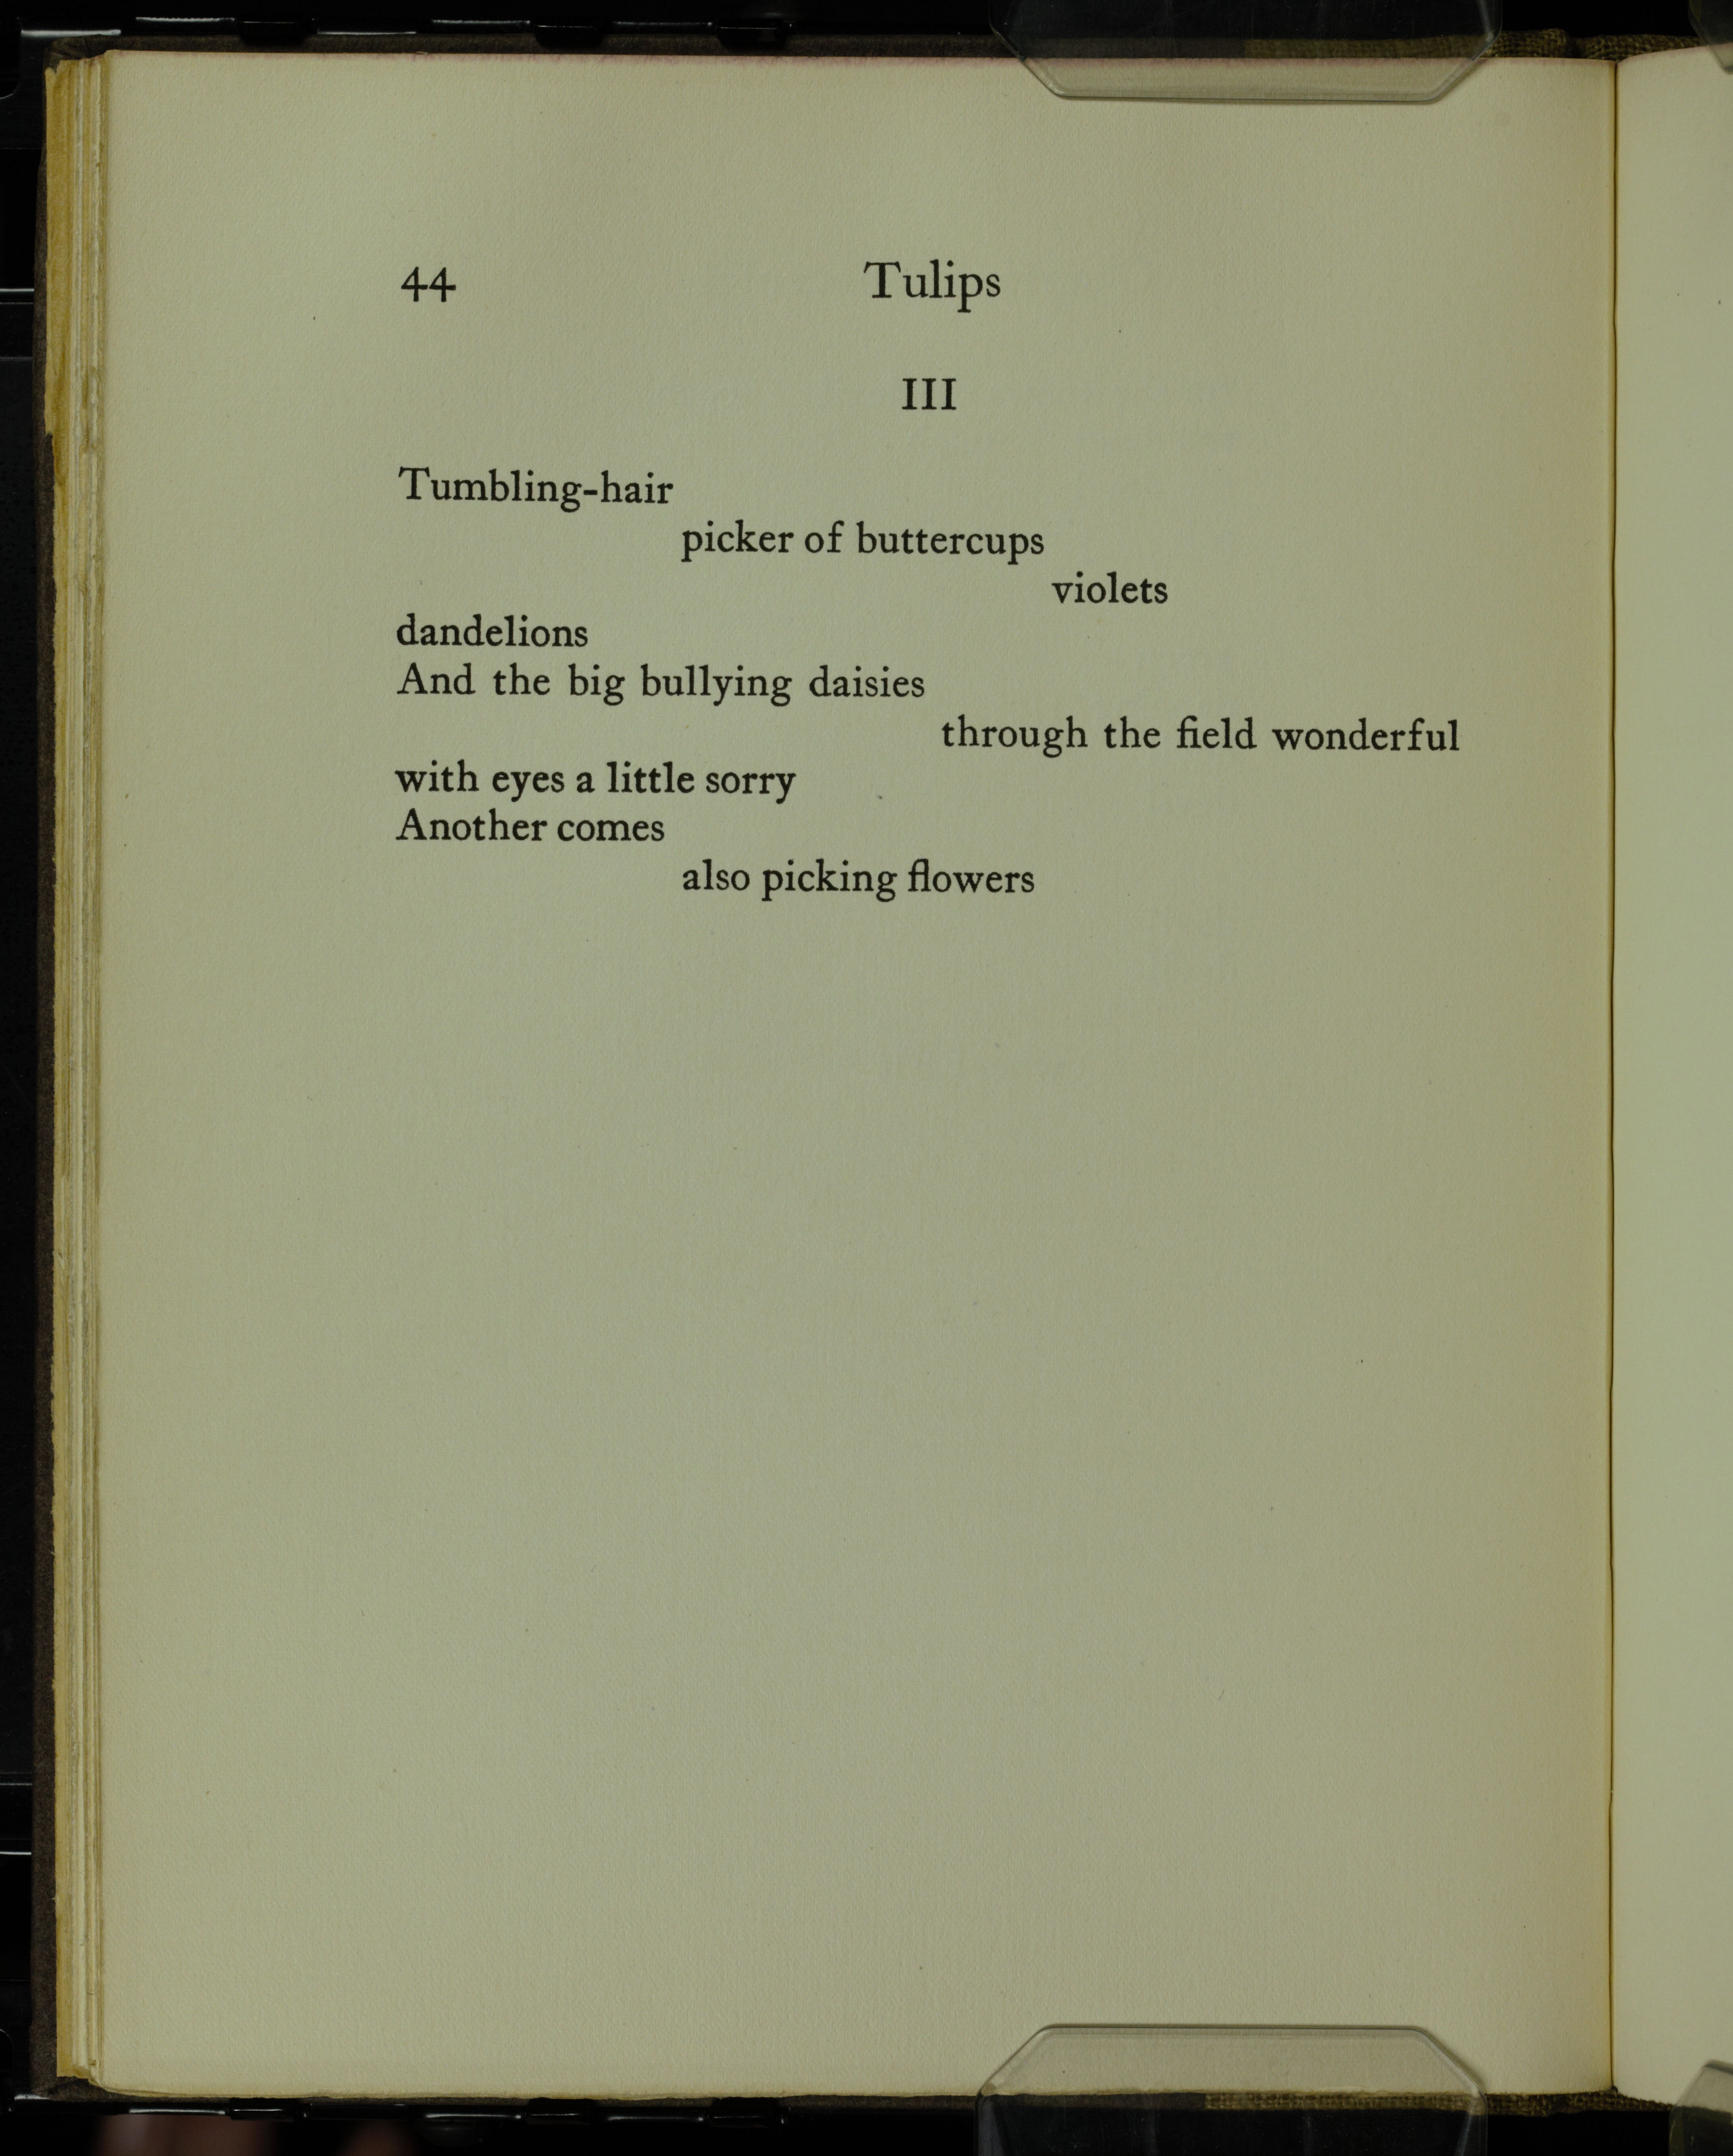 44 Tulips
III
Tumbling-hair
picker of buttercups
violets
dandelions
And the big bullying daisies
through the field wonderful
with eyes a little sorry
Another comes
also picking flowers